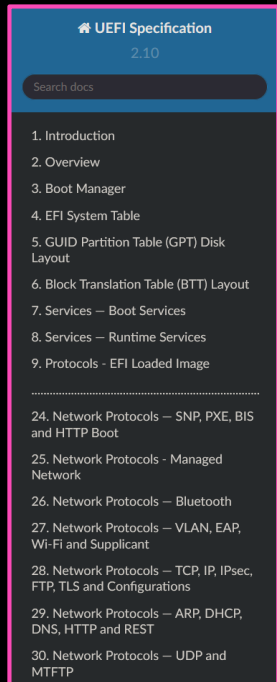 UEFI Specification
2.10
Search docs
1. Introduction
2. Overview
3. Boot Manager
4. EFI System Table
5. GUID Partition Table (GPT) Disk
Layout
6. Block Translation Table (BTT) Layout
7. Services — Boot Services
8. Services — Runtime Services
9. Protocols - EFI Loaded Image
................................................................................
24. Network Protocols — SNP, PXE, BIS
and HTTP Boot
25. Network Protocols - Managed
Network
26. Network Protocols — Bluetooth
27. Network Protocols — VLAN, EAP,
Wi-Fi and Supplicant
28. Network Protocols — TCP, IP, IPsec,
FTP, TLS and Configurations
29. Network Protocols — ARP, DHCP,
DNS, HTTP and REST
30. Network Protocols — UDP and
MTFTP